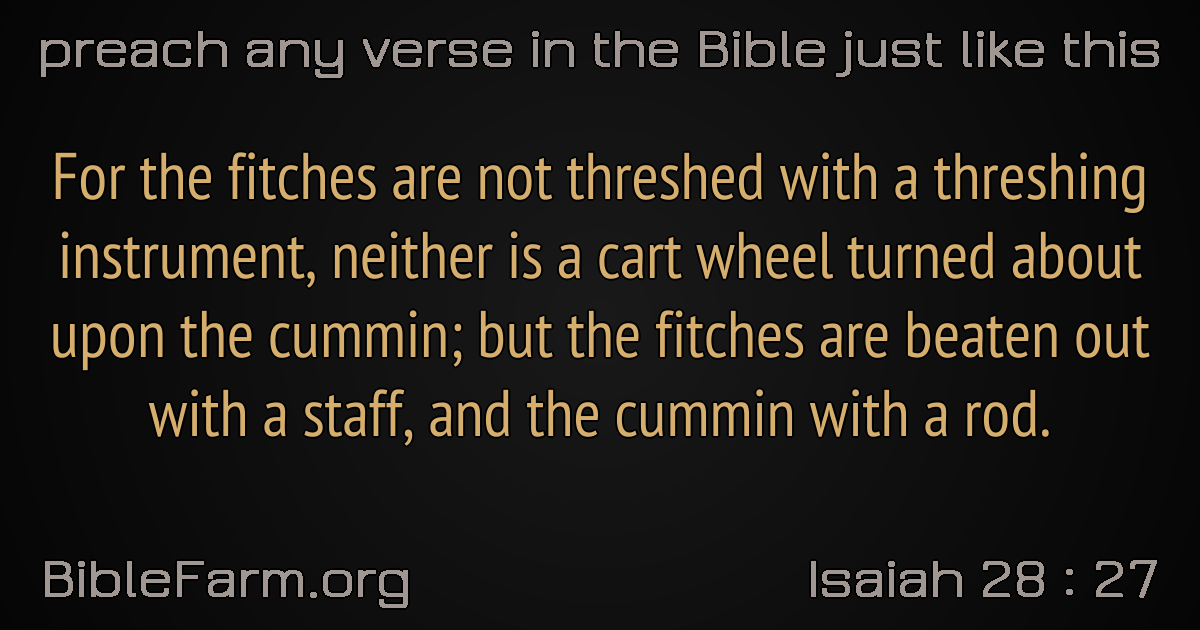 preach any verse in the Bible just like this
For the fitches are not threshed with a threshing
instrument, neither is a cart wheel turned about
upon the cummin; but the fitches are beaten out
with a staff, and the cummin with a rod.
BibleFarm.org
Isaiah 28 : 27